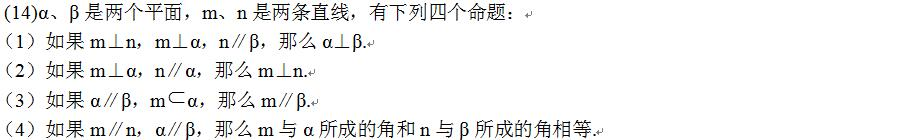 (14)α、β是两个平面，m、n是两条直线，有下列四个命题：
（1）如果m⊥n，m⊥α，n∥β，那么α⊥β.
（2）如果m⊥α，n∥α，那么m⊥n.
（3）如果α∥β，m⊂α，那么m∥β.
（4）如果m∥n，α∥β，那么m与α所成的角和n与β所成的角相等.